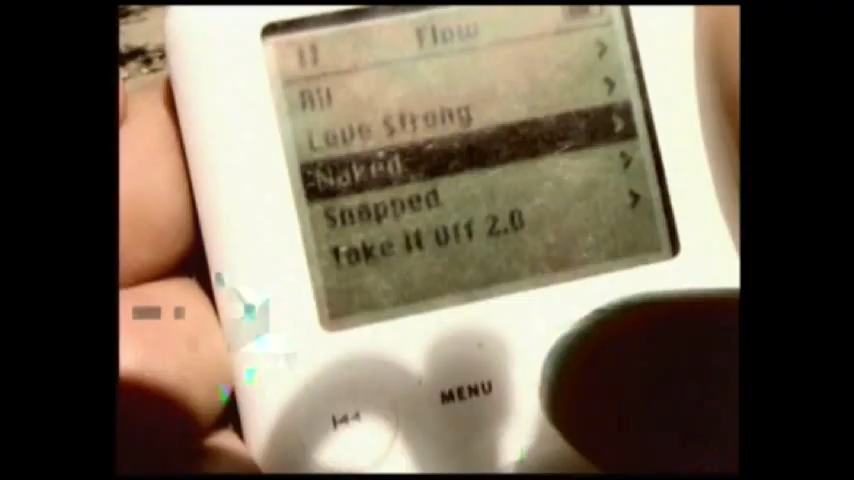 Flow
All
Love Strong
Naked
Snapped
Take It Off 2.0
MENU